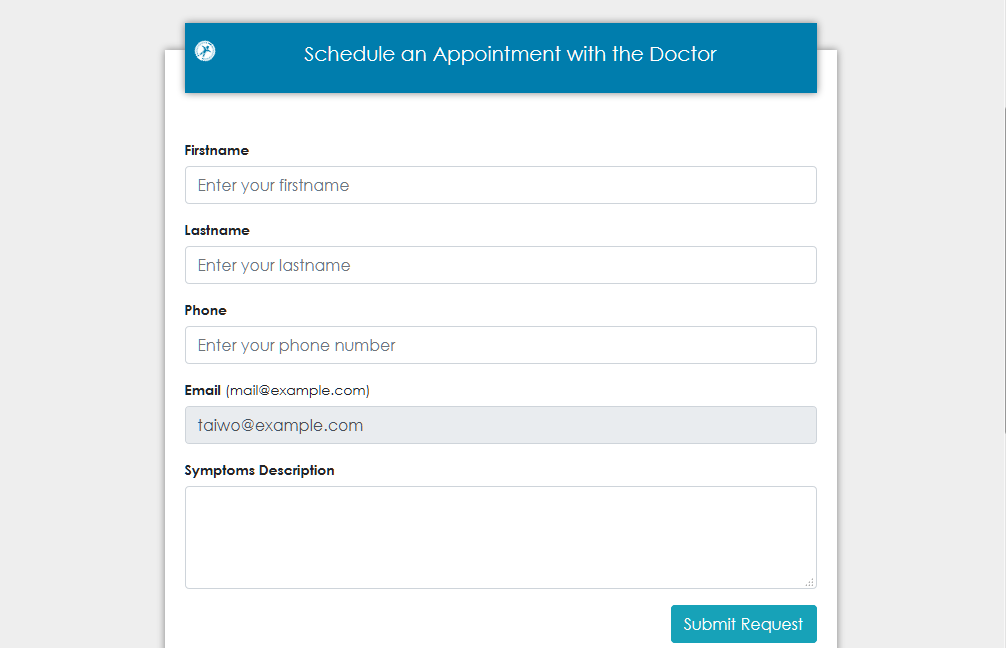 Schedule an Appointment with the Doctor
Firstname
Enter your firstname
Lastname
Enter your lastname
Phone
Enter your phone number
Email (mail@example.com)
taiwo@example.com
Symptoms Description
Submit Request